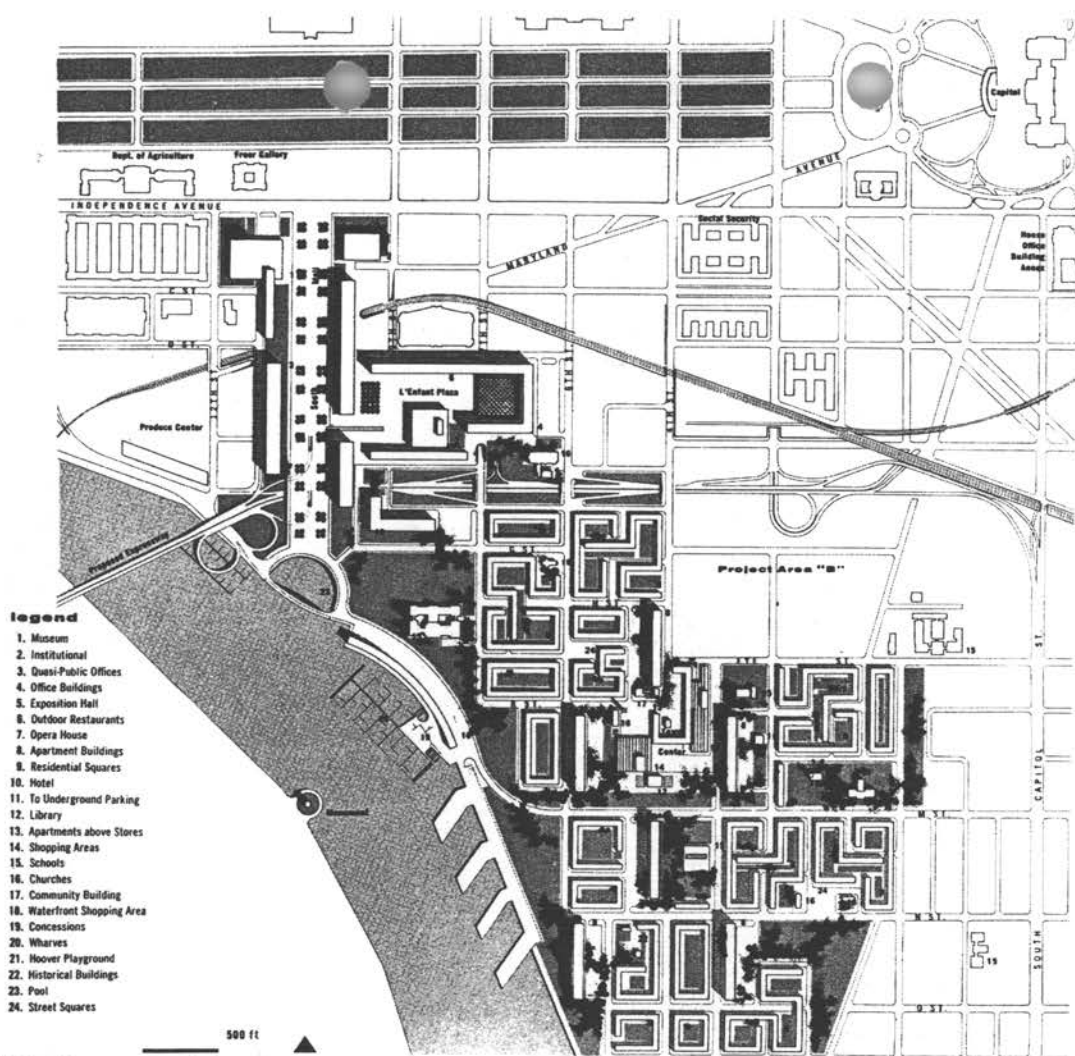 Capitol
Dept. of Agriculture
Freer Gallery
INDEPENDENCE AVENUE
AVENUE
MARYLAND
Social Security
House
Office
Building
Annex
C ST.
D ST.
Mall
South
6TH
L'Enfant Plaza
Produce Center
Proposed Expressway
Project Area "B"
Center
M ST.
N ST.
O ST.
ST.
CAPITOL
SOUTH
legend
1. Museum
2. Institutional
3. Quasi-Public Offices
4. Office Buildings
5. Exposition Hall
6. Outdoor Restaurants
7. Opera House
8. Apartment Buildings
9. Residential Squares
10. Hotel
11. To Underground Parking
12. Library
13. Apartments above Stores
14. Shopping Areas
15. Schools
16. Churches
17. Community Building
18. Waterfront Shopping Area
19. Concessions
20. Wharves
21. Hoover Playground
22. Historical Buildings
23. Pool
24. Street Squares
500 ft